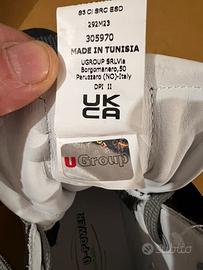 S3 CI SRC ESD
292M23
305970
MADE IN TUNISIA
UGROUP SRLVia
Borgomanero,50
Paruzzaro (NO)-Italy
DPI II
UK
CA
UGroup
subito